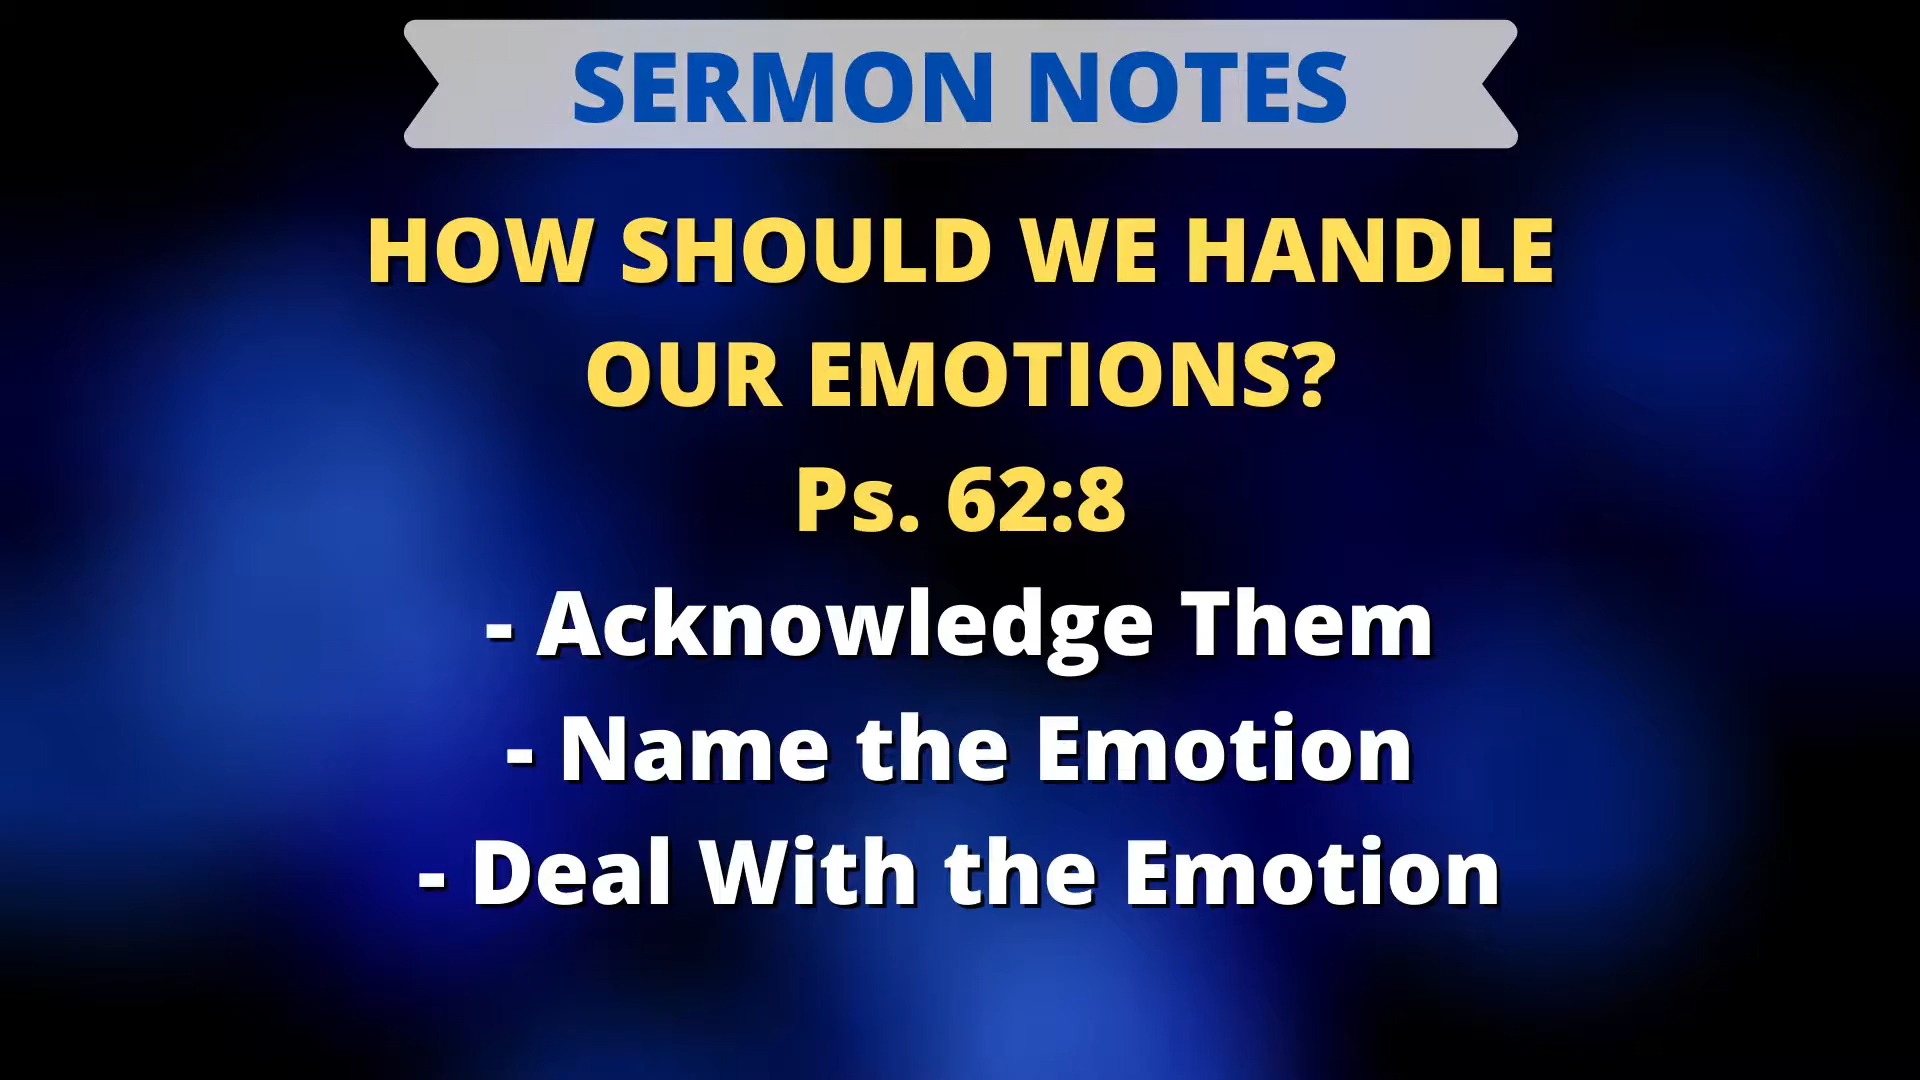 SERMON NOTES
HOW SHOULD WE HANDLE
OUR EMOTIONS?
Ps. 62:8
- Acknowledge Them
- Name the Emotion
- Deal With the Emotion